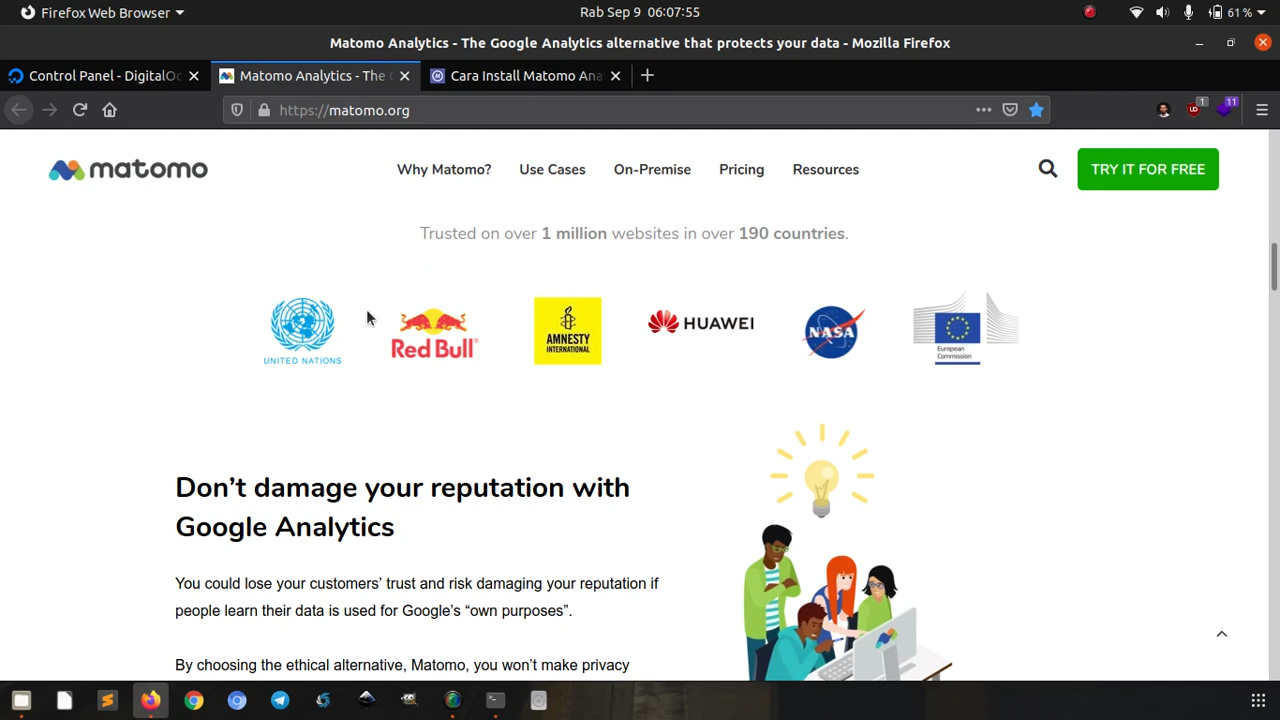 Firefox Web Browser
Rab Sep 9 06:07:55
61 %
Matomo Analytics - The Google Analytics alternative that protects your data - Mozilla Firefox
Control Panel - DigitalOc
Matomo Analytics - The G
Cara Install Matomo Ana
https://matomo.org
1
11
matomo
Why Matomo?
Use Cases
On-Premise
Pricing
Resources
TRY IT FOR FREE
Trusted on over 1 million websites in over 190 countries.
UNITED NATIONS
Red Bull
AMNESTY
INTERNATIONAL
HUAWEI
NASA
European
Commission
Don’t damage your reputation with
Google Analytics
You could lose your customers’ trust and risk damaging your reputation if
people learn their data is used for Google’s “own purposes”.
By choosing the ethical alternative, Matomo, you won’t make privacy